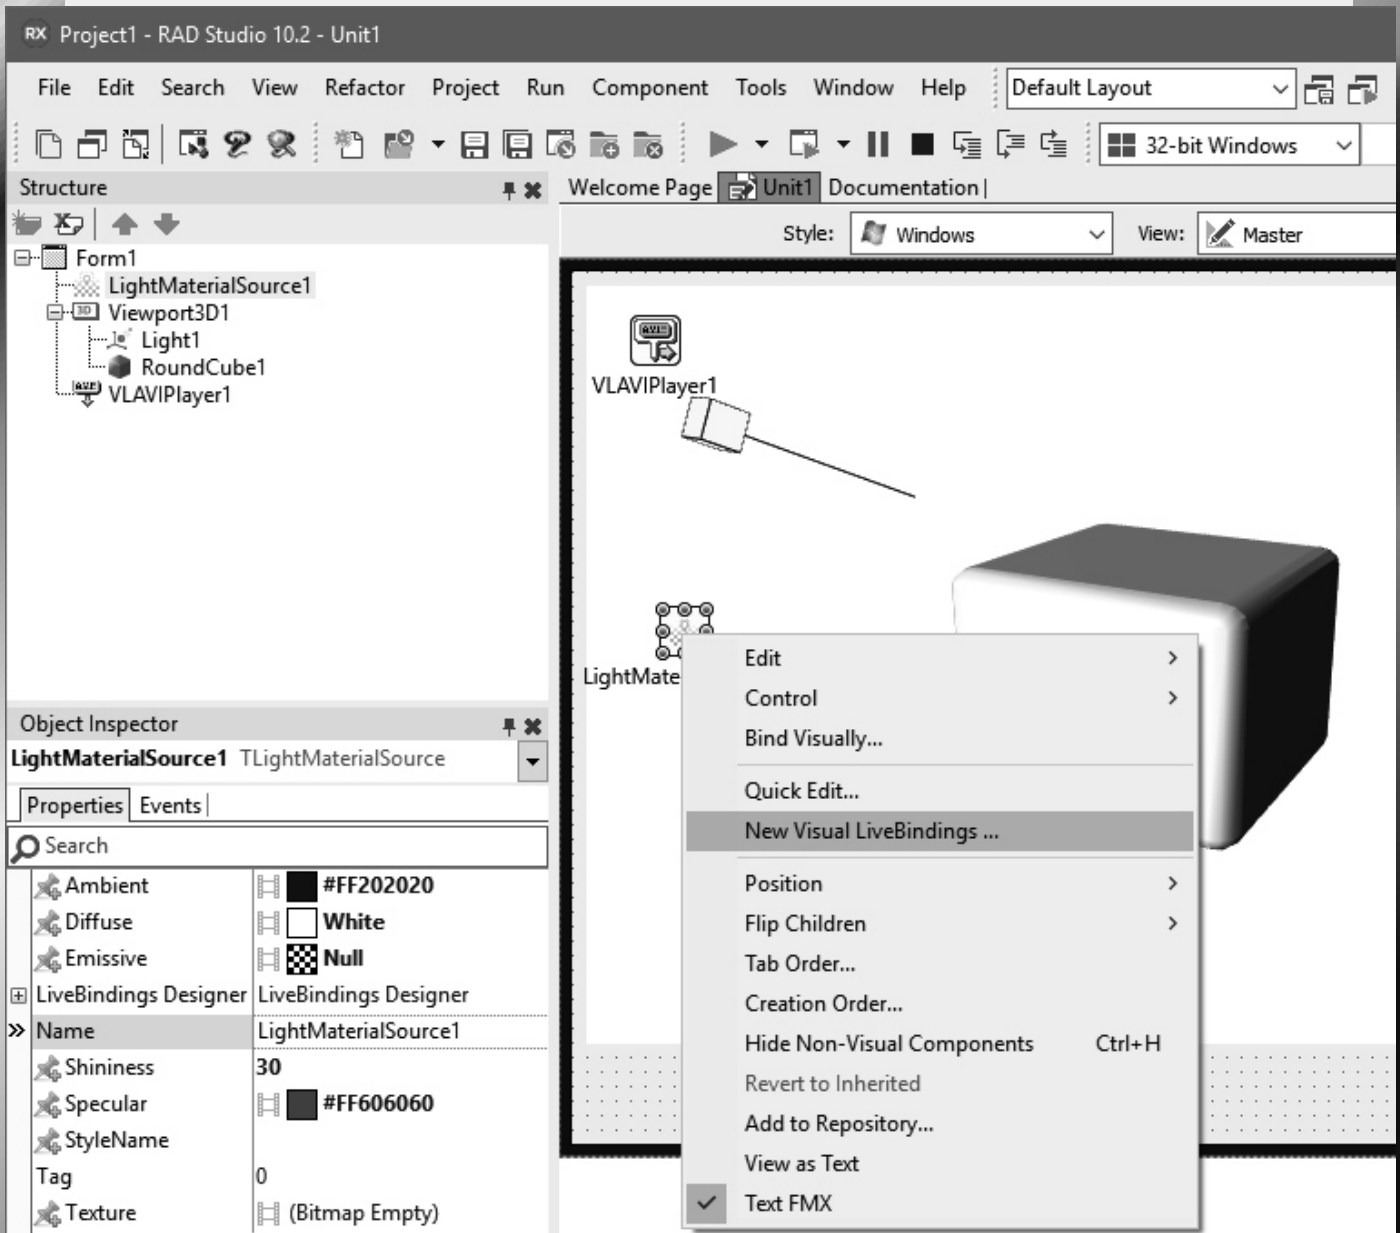 RX Project1 - RAD Studio 10.2 - Unit1
File Edit Search View Refactor Project Run Component Tools Window Help Default Layout
32-bit Windows
Structure
Welcome Page Unit1 Documentation
Style: Windows View: Master
Form1
LightMaterialSource1
3D Viewport3D1
Light1
RoundCube1
AVI VLAVIPlayer1
AVI
VLAVIPlayer1
LightMate
Edit
Control
Bind Visually...
Quick Edit...
New Visual LiveBindings ...
Position
Flip Children
Tab Order...
Creation Order...
Hide Non-Visual Components Ctrl+H
Revert to Inherited
Add to Repository...
View as Text
Text FMX
Object Inspector
LightMaterialSource1 TLightMaterialSource
Properties Events
Search
Ambient #FF202020
Diffuse White
Emissive Null
LiveBindings Designer LiveBindings Designer
Name LightMaterialSource1
Shininess 30
Specular #FF606060
StyleName
Tag 0
Texture (Bitmap Empty)